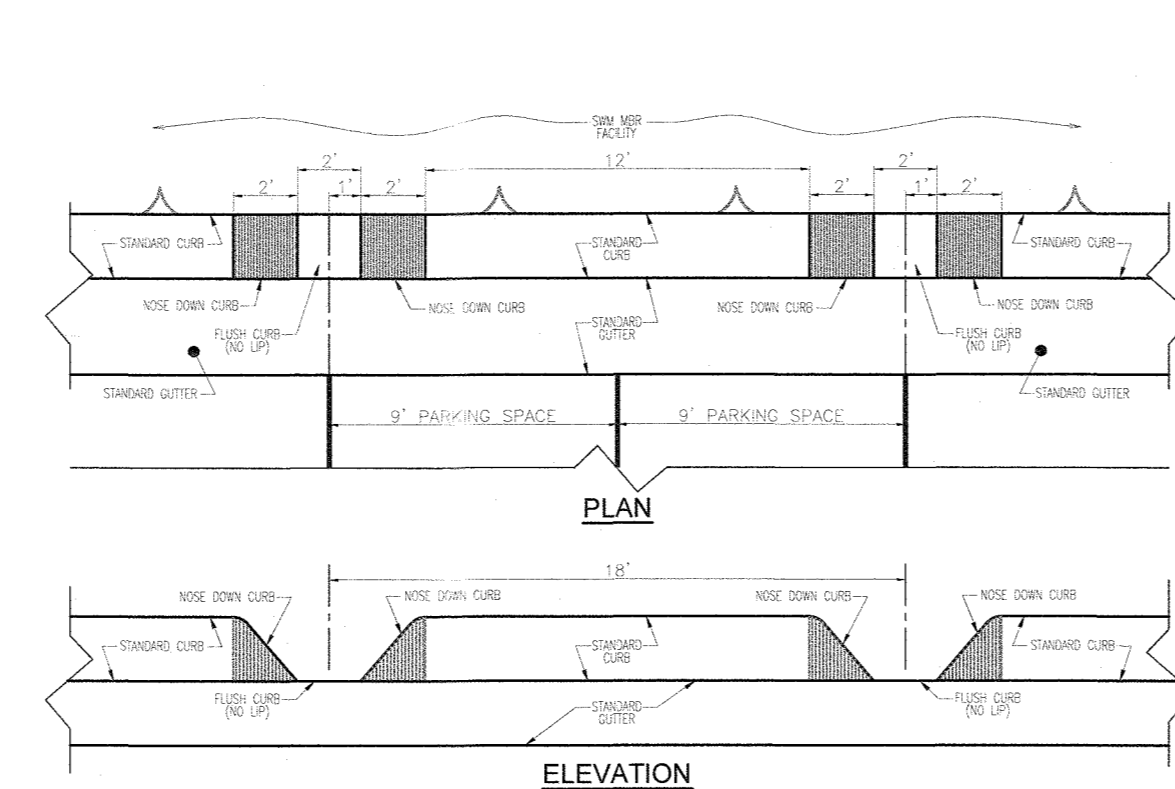 SWM MBR
FACILITY
2'
2'
1'
2'
12'
2'
2'
1'
2'
STANDARD CURB
STANDARD
CURB
STANDARD CURB
NOSE DOWN CURB
NOSE DOWN CURB
NOSE DOWN CURB
NOSE DOWN CURB
FLUSH CURB
(NO LIP)
STANDARD
GUTTER
FLUSH CURB
(NO LIP)
STANDARD GUTTER
STANDARD GUTTER
9' PARKING SPACE
9' PARKING SPACE
PLAN
18'
NOSE DOWN CURB
NOSE DOWN CURB
NOSE DOWN CURB
NOSE DOWN CURB
STANDARD CURB
STANDARD
CURB
STANDARD CURB
FLUSH CURB
(NO LIP)
STANDARD
GUTTER
FLUSH CURB
(NO LIP)
ELEVATION